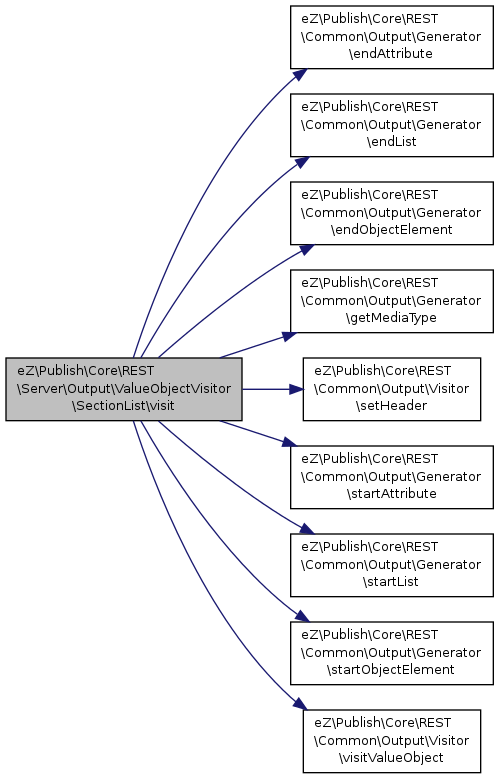 eZ\Publish\Core\REST
\Common\Output\Generator
\endAttribute
eZ\Publish\Core\REST
\Common\Output\Generator
\endList
eZ\Publish\Core\REST
\Common\Output\Generator
\endObjectElement
eZ\Publish\Core\REST
\Common\Output\Generator
\getMediaType
eZ\Publish\Core\REST
\Server\Output\ValueObjectVisitor
\SectionList\visit
eZ\Publish\Core\REST
\Common\Output\Visitor
\setHeader
eZ\Publish\Core\REST
\Common\Output\Generator
\startAttribute
eZ\Publish\Core\REST
\Common\Output\Generator
\startList
eZ\Publish\Core\REST
\Common\Output\Generator
\startObjectElement
eZ\Publish\Core\REST
\Common\Output\Visitor
\visitValueObject